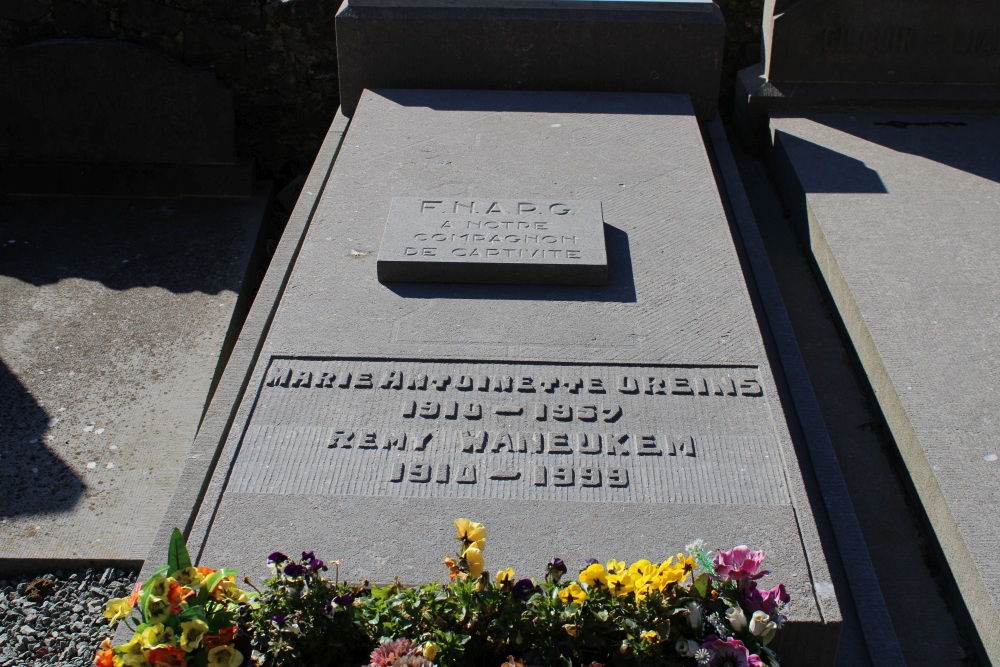 F.N.A.P.G.
A NOTRE
COMPAGNON
DE CAPTIVITE
MARIE ANTOINETTE DREINS
1910 — 1957
REMY WANEUKEM
1910 — 1999